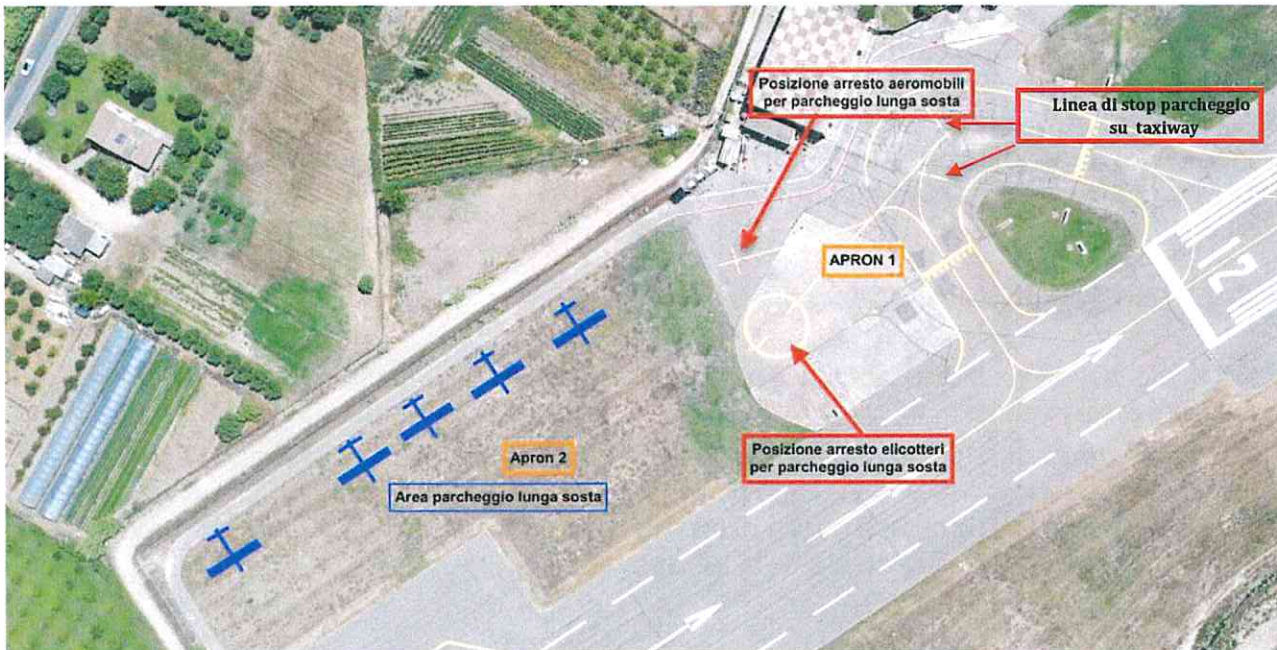 Posizione arresto aeromobili
per parcheggio lunga sosta
Linea di stop parcheggio
su taxiway
APRON 1
Posizione arresto elicotteri
per parcheggio lunga sosta
Apron 2
Area parcheggio lunga sosta